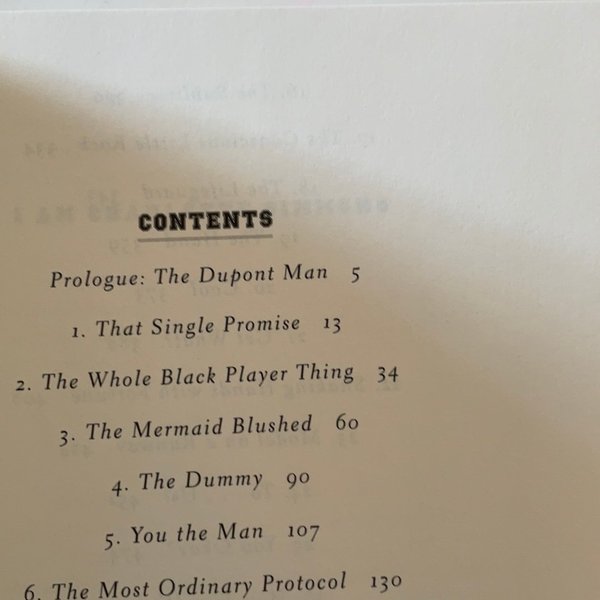 CONTENTS
Prologue: The Dupont Man 5
1. That Single Promise 13
2. The Whole Black Player Thing 34
3. The Mermaid Blushed 60
4. The Dummy 90
5. You the Man 107
6. The Most Ordinary Protocol 130